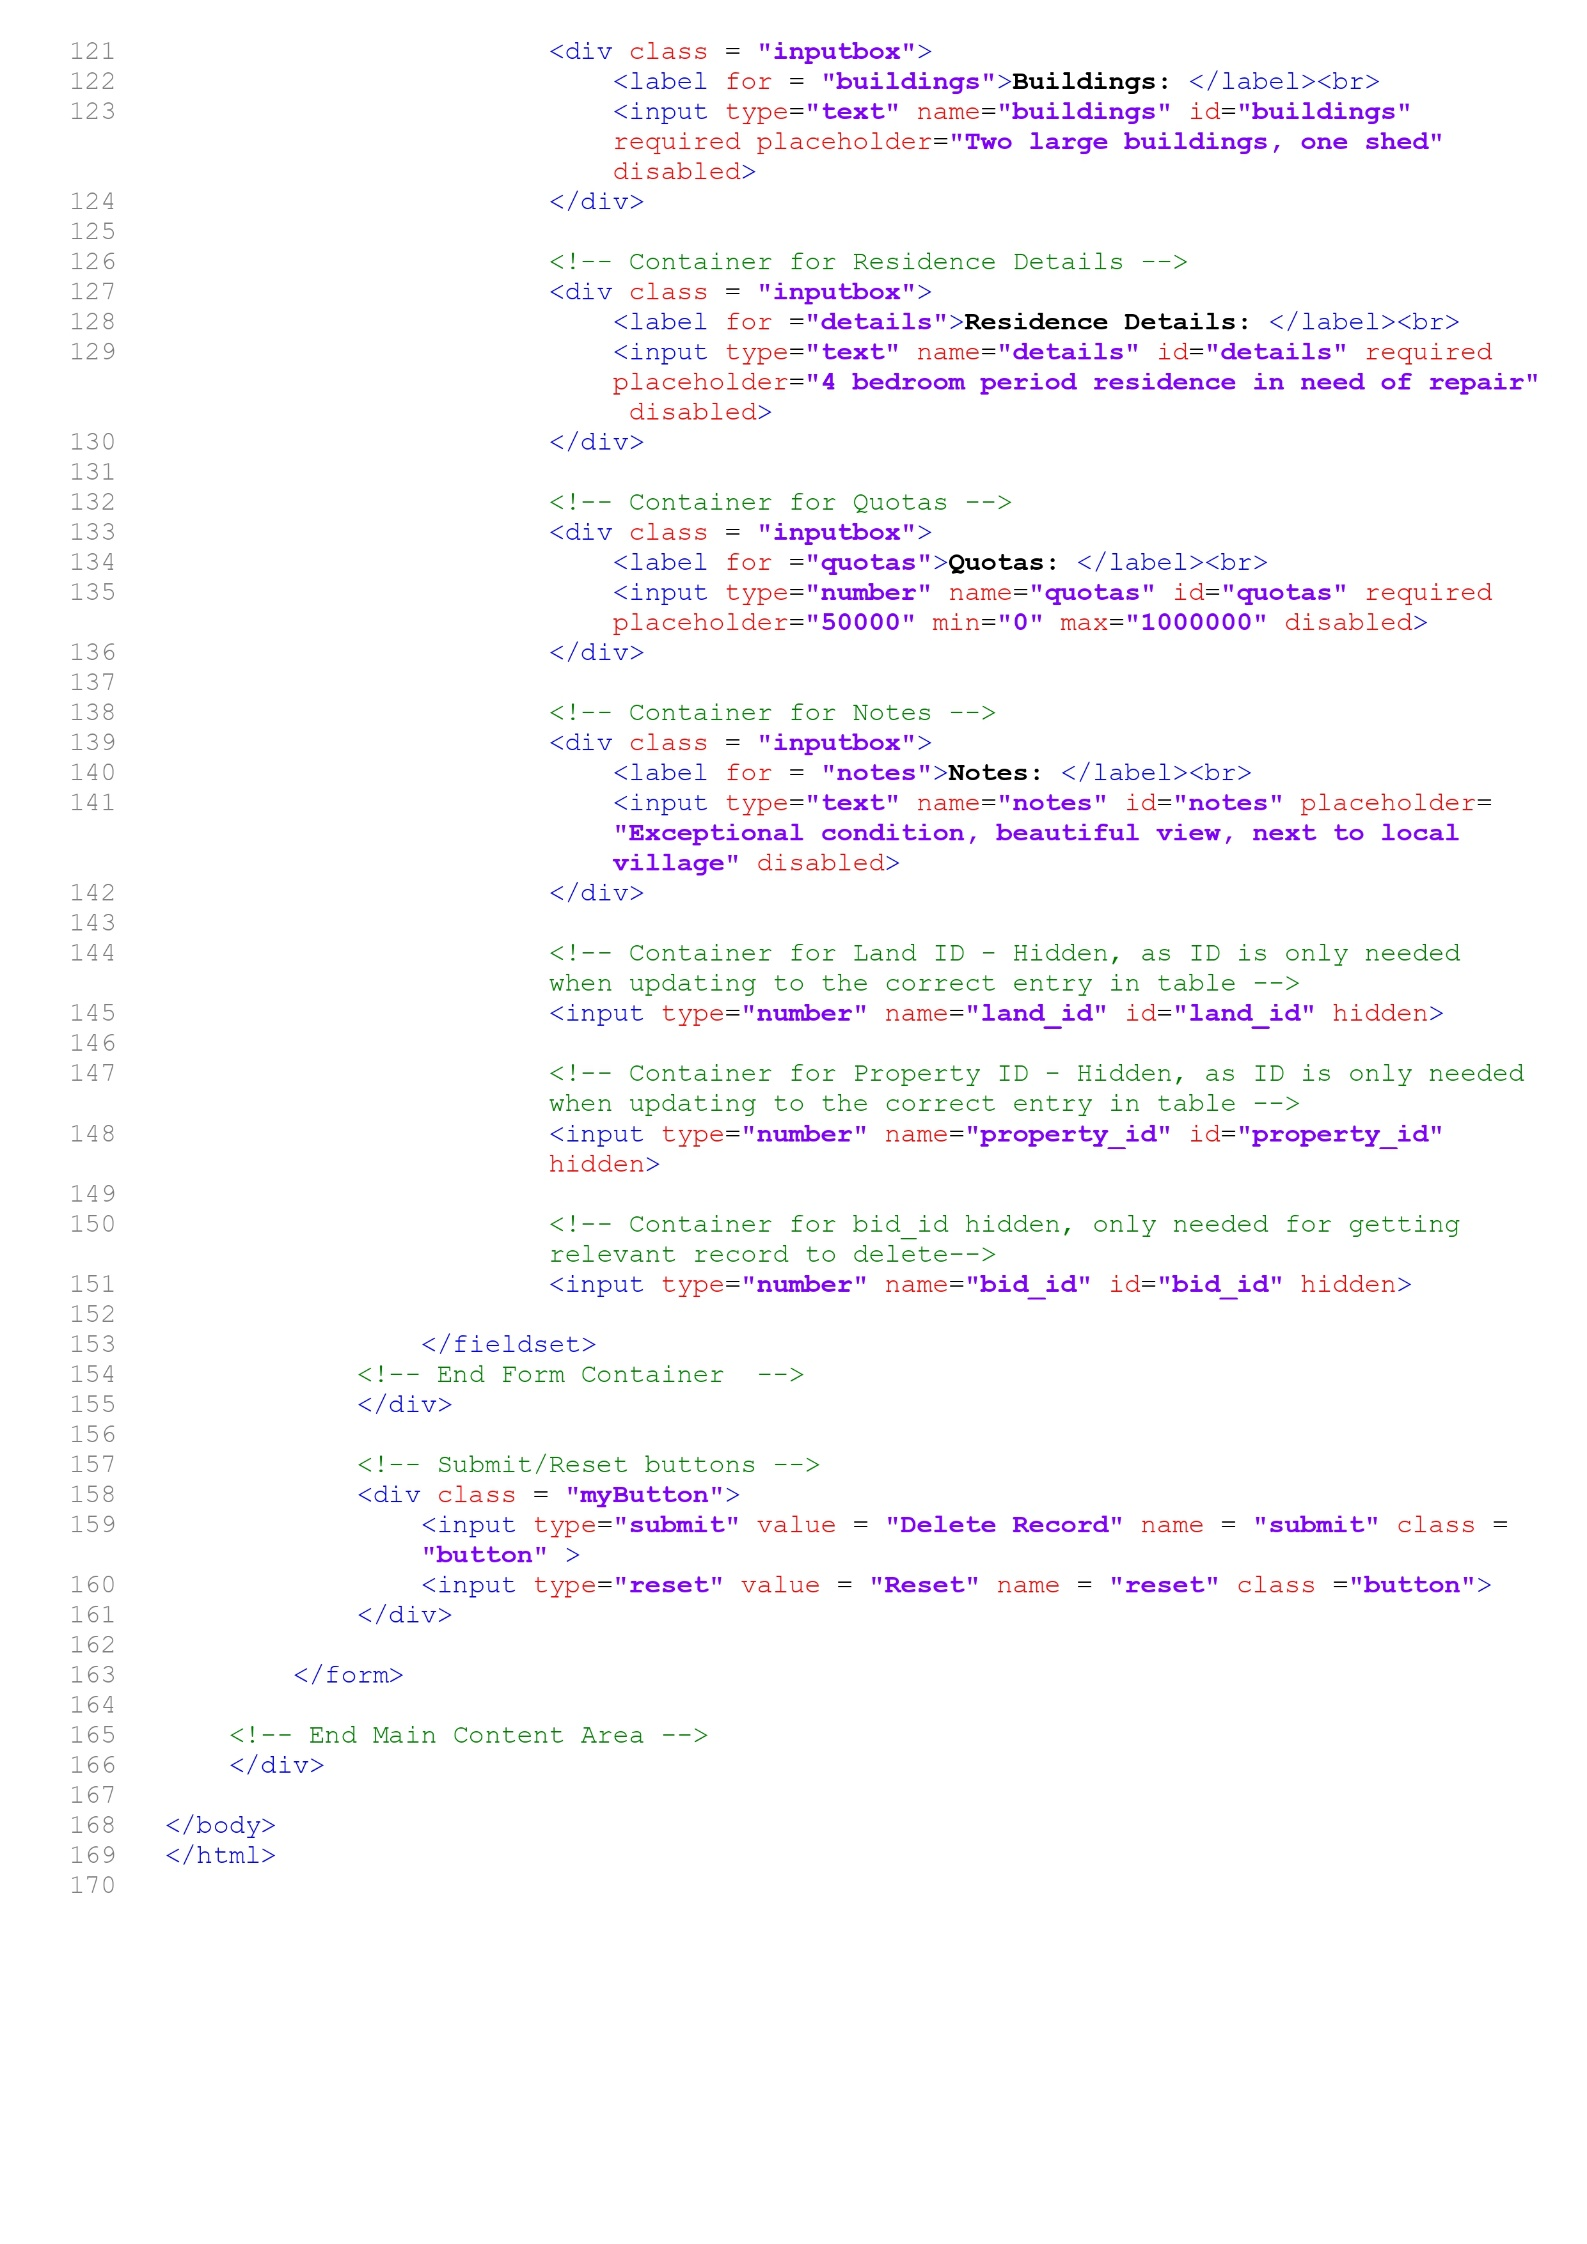 121 <div class = "inputbox">
122 <label for = "buildings">Buildings: </label><br>
123 <input type="text" name="buildings" id="buildings"
required placeholder="Two large buildings, one shed"
disabled>
124 </div>
125
126 <!-- Container for Residence Details -->
127 <div class = "inputbox">
128 <label for ="details">Residence Details: </label><br>
129 <input type="text" name="details" id="details" required
placeholder="4 bedroom period residence in need of repair"
disabled>
130 </div>
131
132 <!-- Container for Quotas -->
133 <div class = "inputbox">
134 <label for ="quotas">Quotas: </label><br>
135 <input type="number" name="quotas" id="quotas" required
placeholder="50000" min="0" max="1000000" disabled>
136 </div>
137
138 <!-- Container for Notes -->
139 <div class = "inputbox">
140 <label for = "notes">Notes: </label><br>
141 <input type="text" name="notes" id="notes" placeholder=
"Exceptional condition, beautiful view, next to local
village" disabled>
142 </div>
143
144 <!-- Container for Land ID - Hidden, as ID is only needed
when updating to the correct entry in table -->
145 <input type="number" name="land_id" id="land_id" hidden>
146
147 <!-- Container for Property ID - Hidden, as ID is only needed
when updating to the correct entry in table -->
148 <input type="number" name="property_id" id="property_id"
hidden>
149
150 <!-- Container for bid_id hidden, only needed for getting
relevant record to delete-->
151 <input type="number" name="bid_id" id="bid_id" hidden>
152
153 </fieldset>
154 <!-- End Form Container  -->
155 </div>
156
157 <!-- Submit/Reset buttons -->
158 <div class = "myButton">
159 <input type="submit" value = "Delete Record" name = "submit" class =
"button" >
160 <input type="reset" value = "Reset" name = "reset" class ="button">
161 </div>
162
163 </form>
164
165 <!-- End Main Content Area -->
166 </div>
167
168 </body>
169 </html>
170